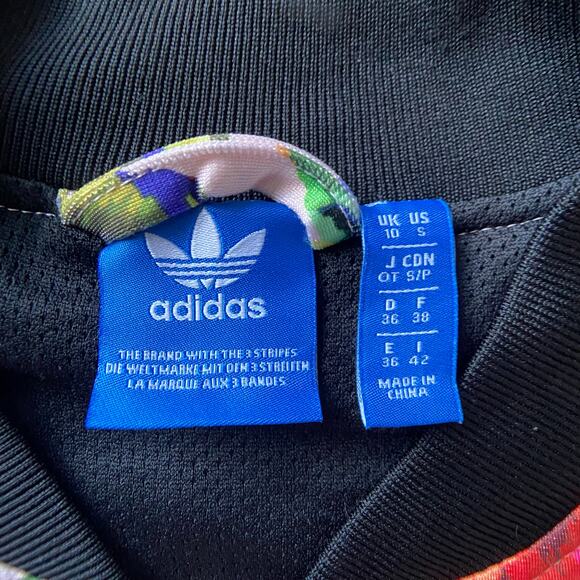 adidas
THE BRAND WITH THE 3 STRIPES
DIE WELTMARKE MIT DEN 3 STREIFEN
LA MARQUE AUX 3 BANDES
UK US
10 S
J CDN
OT S/P
D F
36 38
E I
36 42
MADE IN
CHINA